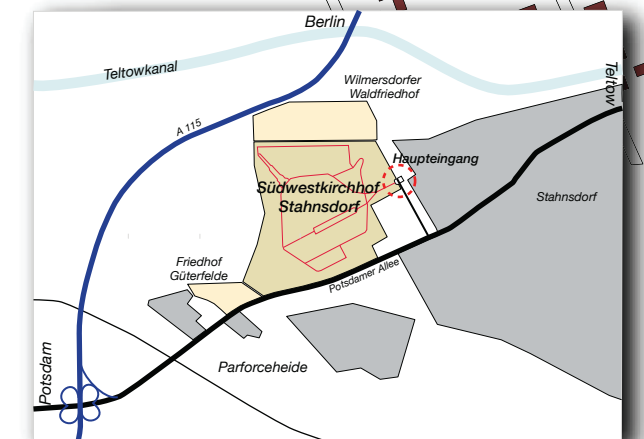 Berlin
Teltowkanal
Teltow
Wilmersdorfer
Waldfriedhof
A 115
Haupteingang
Südwestkirchhof
Stahnsdorf
Stahnsdorf
Friedhof
Güterfelde
Potsdamer Allee
Potsdam
Parforceheide